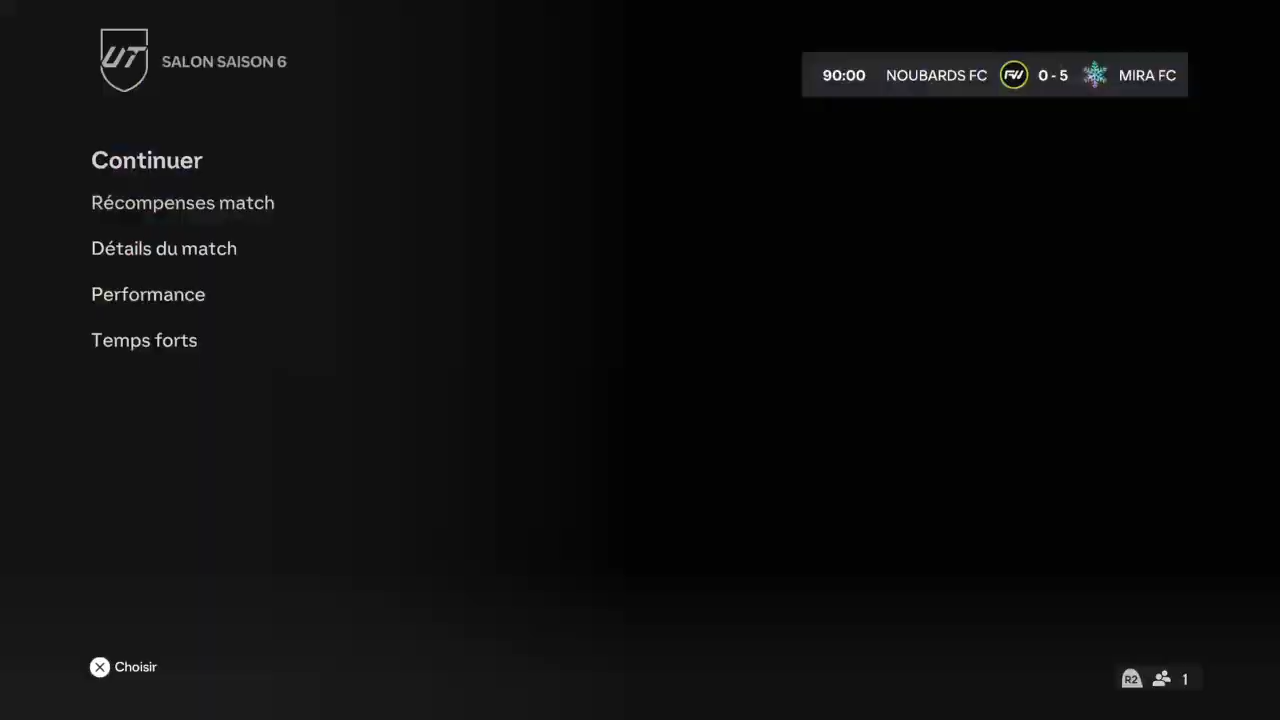 UT
SALON SAISON 6
90:00 NOUBARDS FC FW 0 - 5 MIRA FC
Continuer
Récompenses match
Détails du match
Performance
Temps forts
Choisir
R2 1